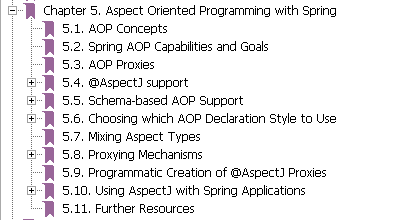 Chapter 5. Aspect Oriented Programming with Spring
5.1. AOP Concepts
5.2. Spring AOP Capabilities and Goals
5.3. AOP Proxies
5.4. @AspectJ support
5.5. Schema-based AOP Support
5.6. Choosing which AOP Declaration Style to Use
5.7. Mixing Aspect Types
5.8. Proxying Mechanisms
5.9. Programmatic Creation of @AspectJ Proxies
5.10. Using AspectJ with Spring Applications
5.11. Further Resources